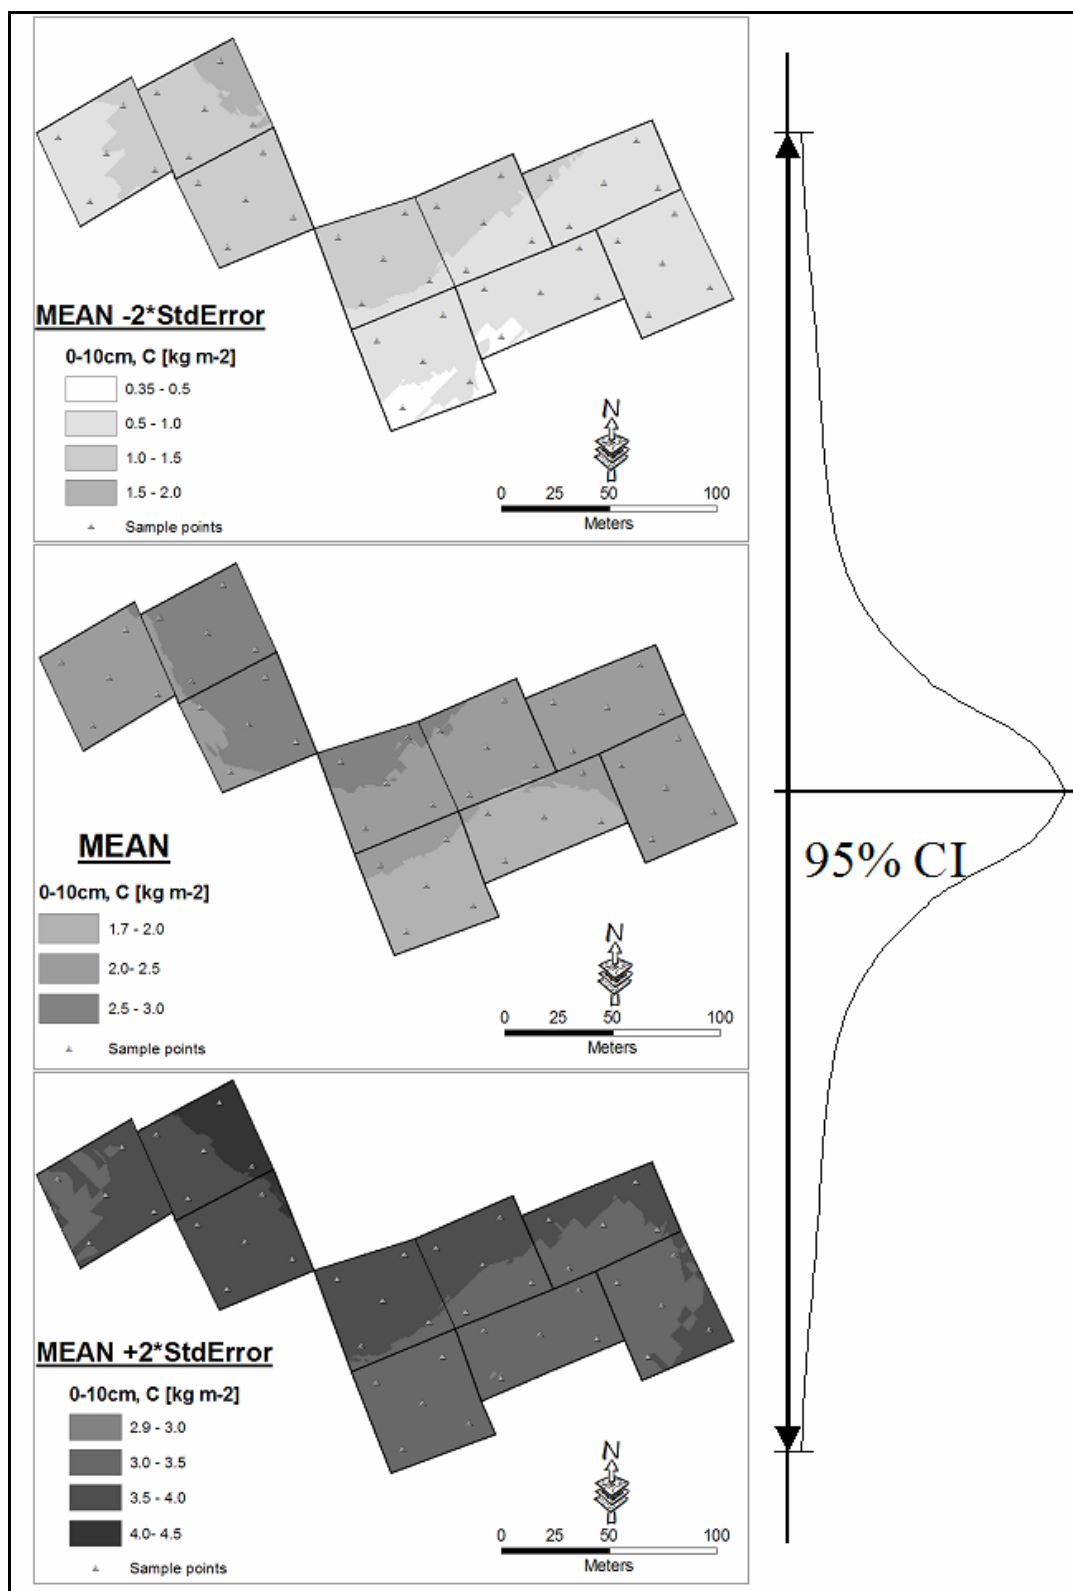 MEAN -2*StdError
0-10cm, C [kg m-2]
0.35 - 0.5
0.5 - 1.0
1.0 - 1.5
1.5 - 2.0
Sample points
N
0 25 50 100
Meters
MEAN
0-10cm, C [kg m-2]
1.7 - 2.0
2.0- 2.5
2.5 - 3.0
Sample points
N
0 25 50 100
Meters
MEAN +2*StdError
0-10cm, C [kg m-2]
2.9 - 3.0
3.0 - 3.5
3.5 - 4.0
4.0- 4.5
Sample points
N
0 25 50 100
Meters
95% CI